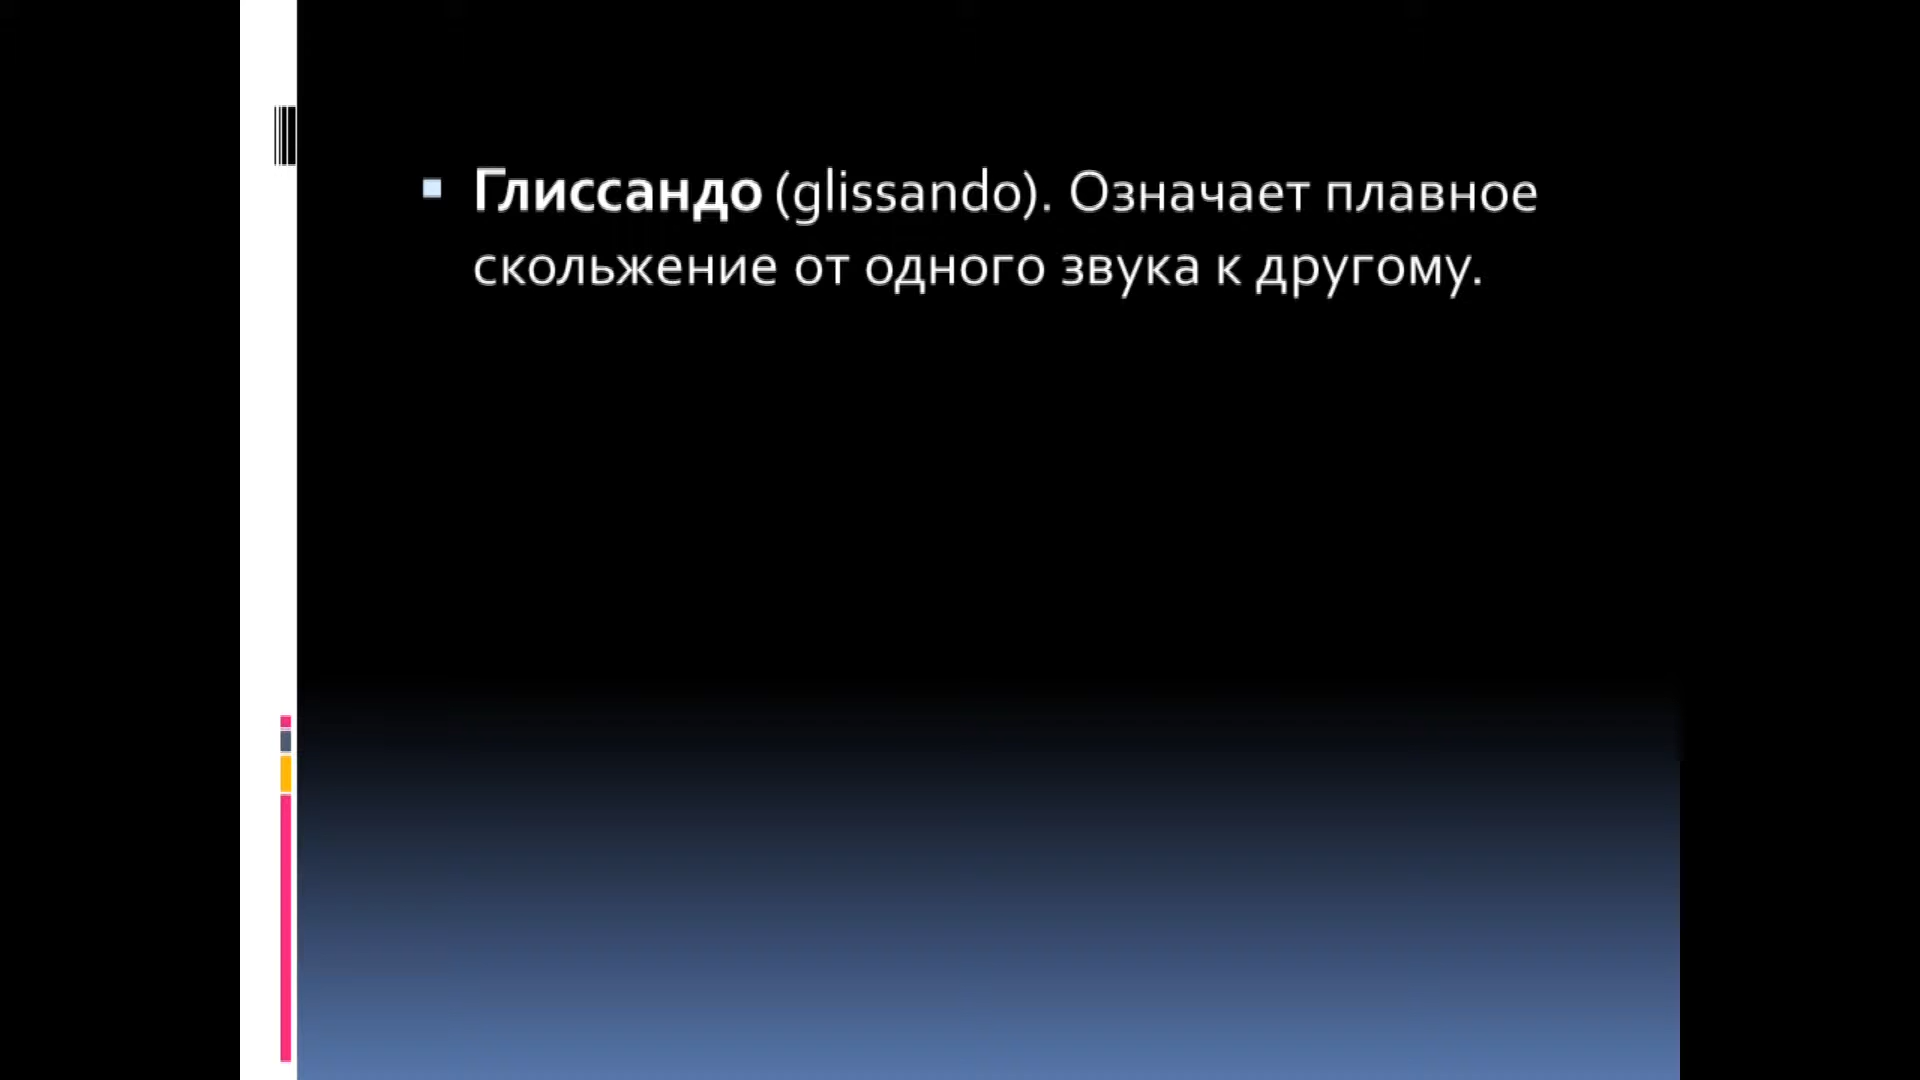 Глиссандо (glissando). Означает плавное
скольжение от одного звука к другому.